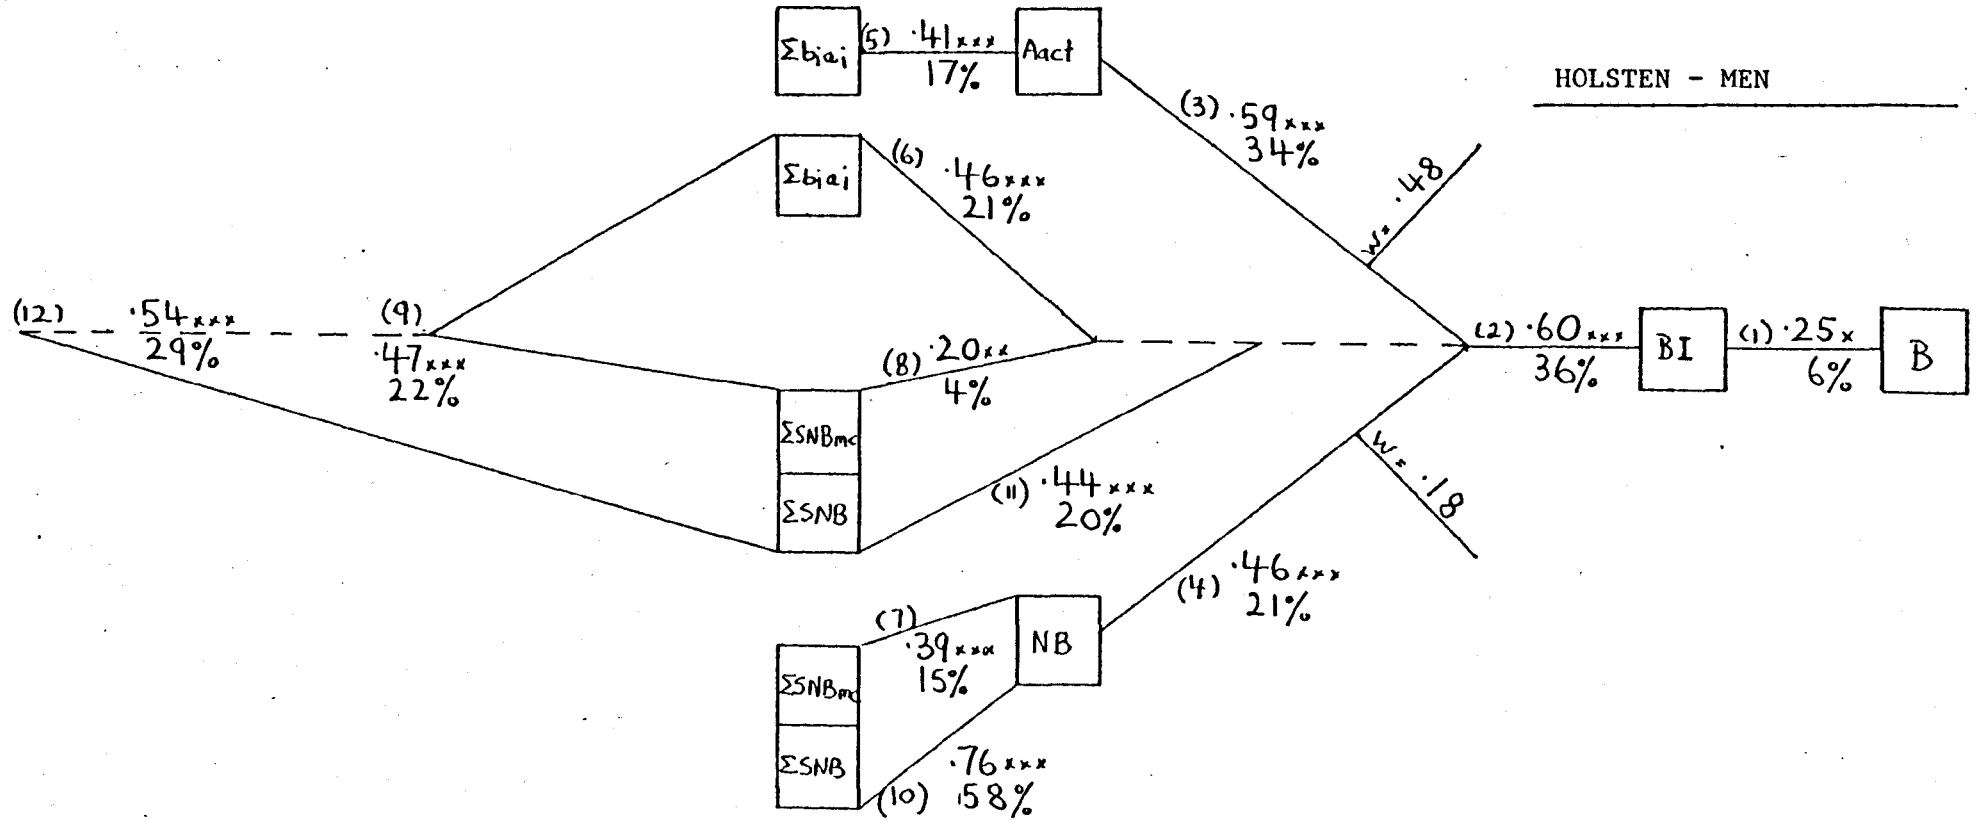 Σbiai
(5) .41xxx
17%
Aact
HOLSTEN - MEN
(3) .59xxx
34%
Σbiai
(6) .46xxx
21%
w= .48
(12) .54xxx
29%
(9)
.47xxx
22%
(8) .20xx
4%
(2) .60xxx
36%
BI
(1) .25x
6%
B
ΣSNBmc
ΣSNB
(11) .44xxx
20%
w= .18
(4) .46xxx
21%
(7)
.39xxx
15%
NB
ΣSNBmc
ΣSNB
.76xxx
(10) 58%